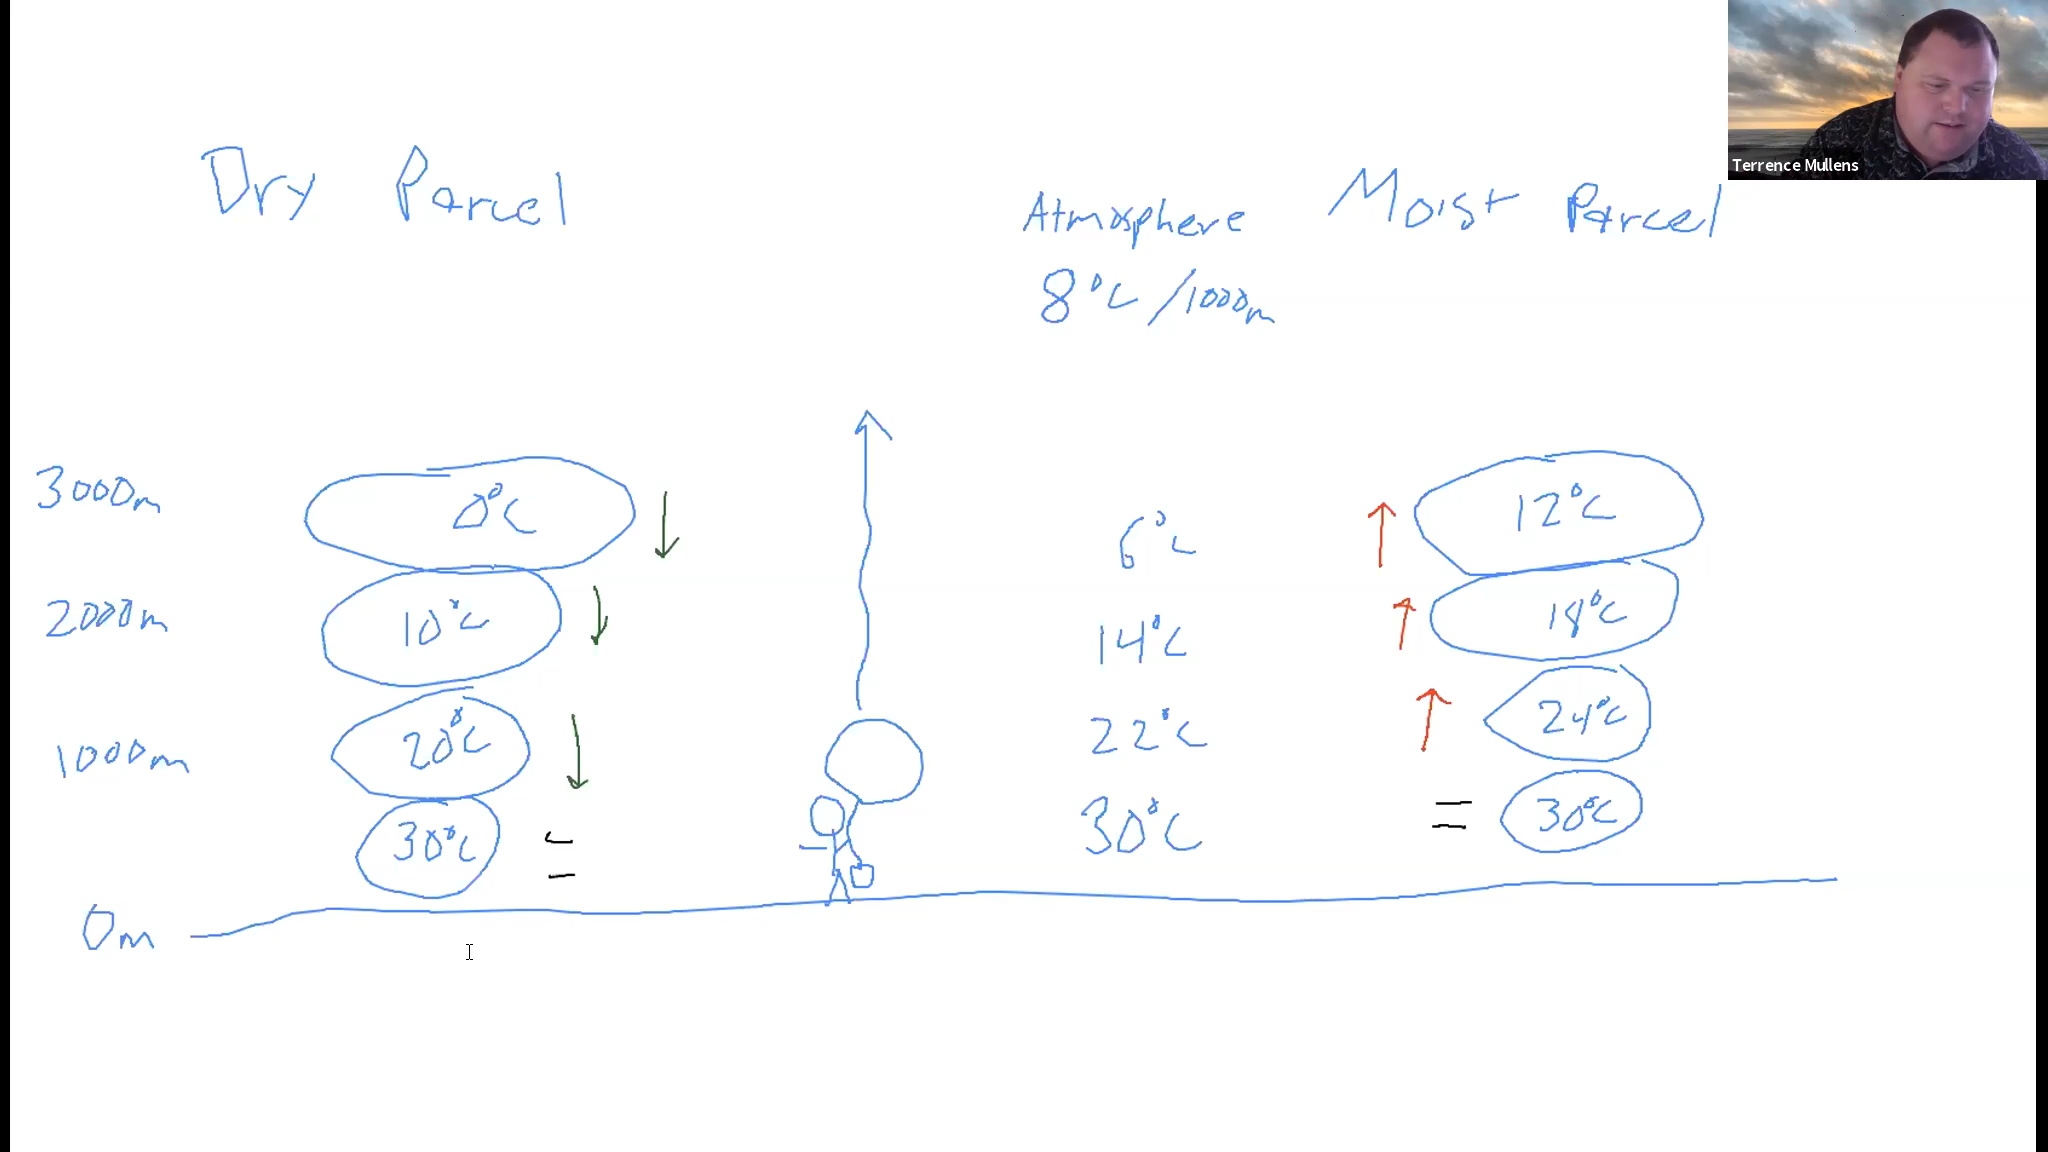 Terrence Mullens
Dry Parcel
Atmosphere
Moist Parcel
8°C /1000m
3000m
0°C
6°C
12°C
2000m
10°C
14°C
18°C
1000m
20°C
22°C
24°C
30°C =
30°C
= 30°C
0m